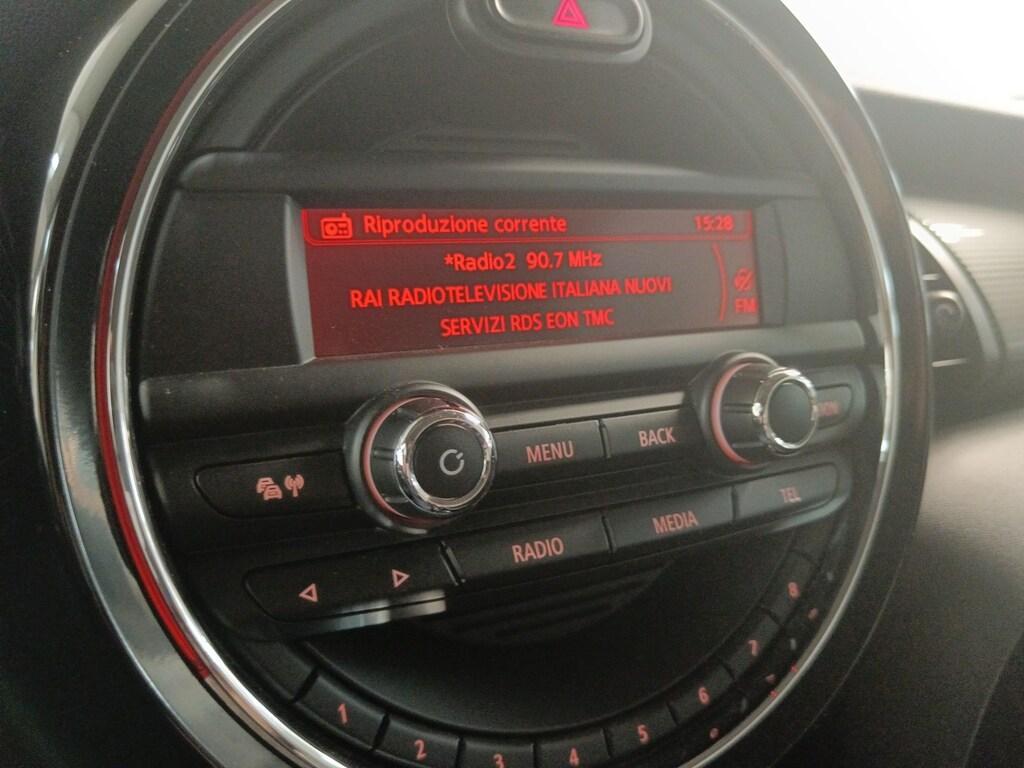 Riproduzione corrente 15:28
*Radio2 90.7 MHz
RAI RADIOTELEVISIONE ITALIANA NUOVI
SERVIZI RDS EON TMC
FM
MENU
BACK
RADIO
MEDIA
TEL
1
2
3
4
5
6
7
8